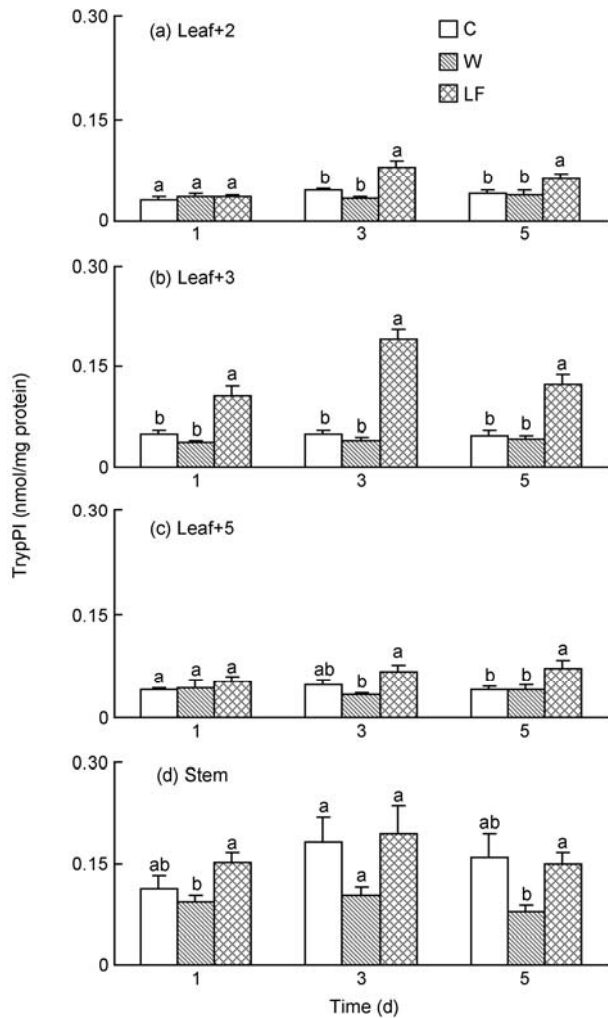 0.30
(a) Leaf+2
C
W
LF
0.15
a a a
b b a
b b a
0
1 3 5
0.30
(b) Leaf+3
0.15
b b a
b b a
b b a
0
1 3 5
TrypPI (nmol/mg protein)
0.30
(c) Leaf+5
0.15
a a a
ab b a
b b a
0
1 3 5
0.30
(d) Stem
0.15
ab b a
a a a
ab b a
0
1 3 5
Time (d)